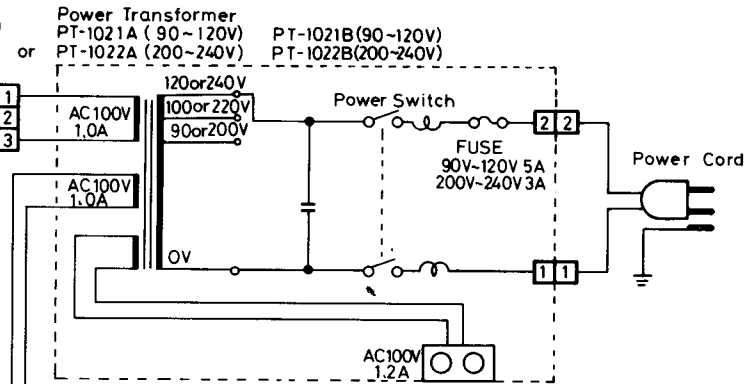 Power Transformer
PT-1021A ( 90~120V) PT-1021B(90~120V)
or PT-1022A (200~240V) PT-1022B(200~240V)
120or240V
1
AC100V
1.0A
100or220V
Power Switch
2
90or200V
2 2
3
FUSE
90V~120V 5A
200V~240V 3A
Power Cord
AC100V
1.0A
0V
1 1
AC100V
1.2A